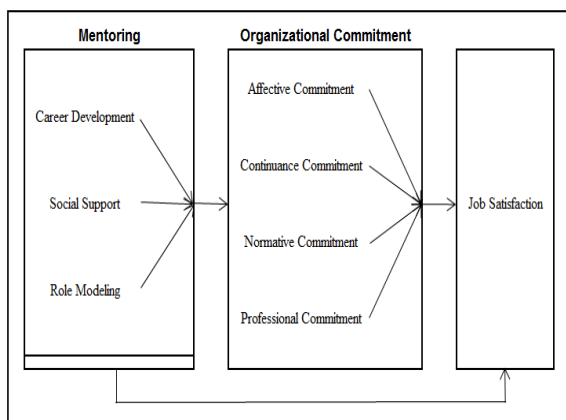 Mentoring
Organizational Commitment
Career Development
Social Support
Role Modeling
Affective Commitment
Continuance Commitment
Normative Commitment
Professional Commitment
Job Satisfaction